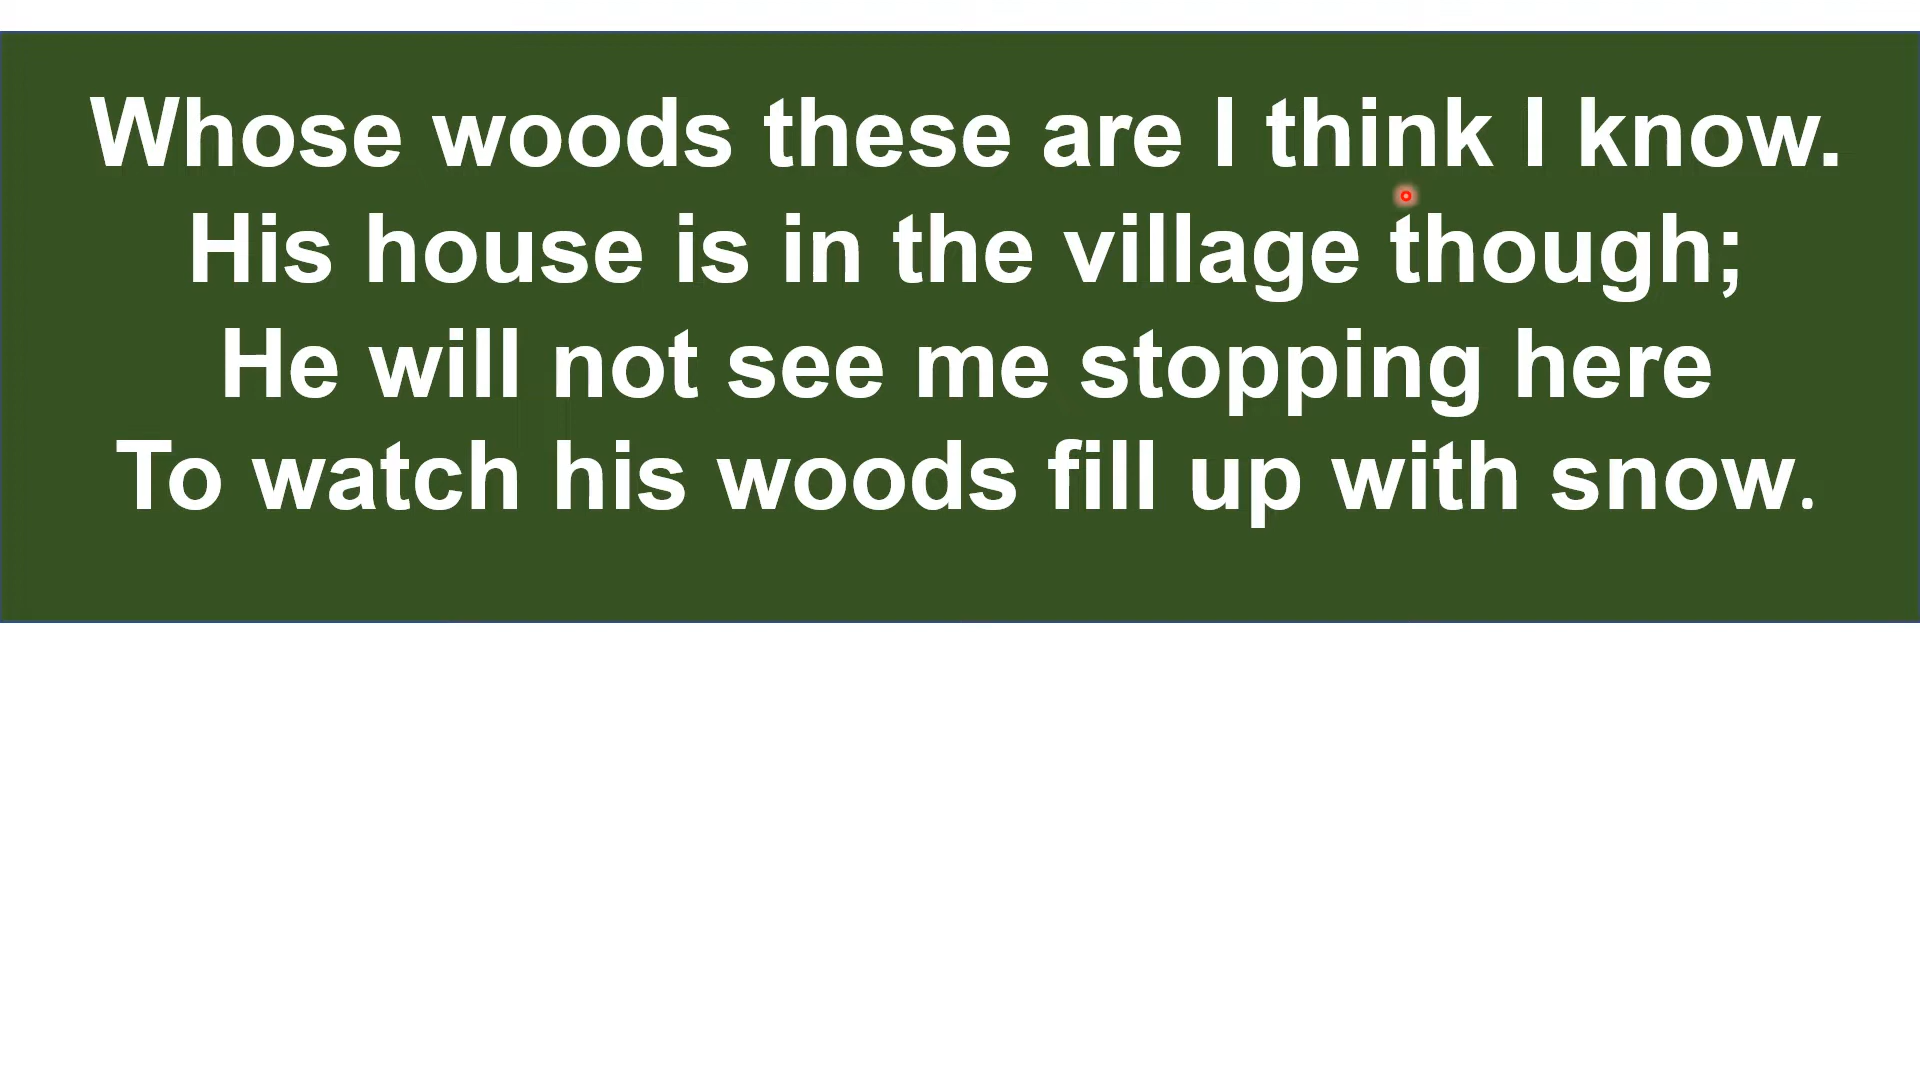 Whose woods these are I think I know.
His house is in the village though;
He will not see me stopping here
To watch his woods fill up with snow.